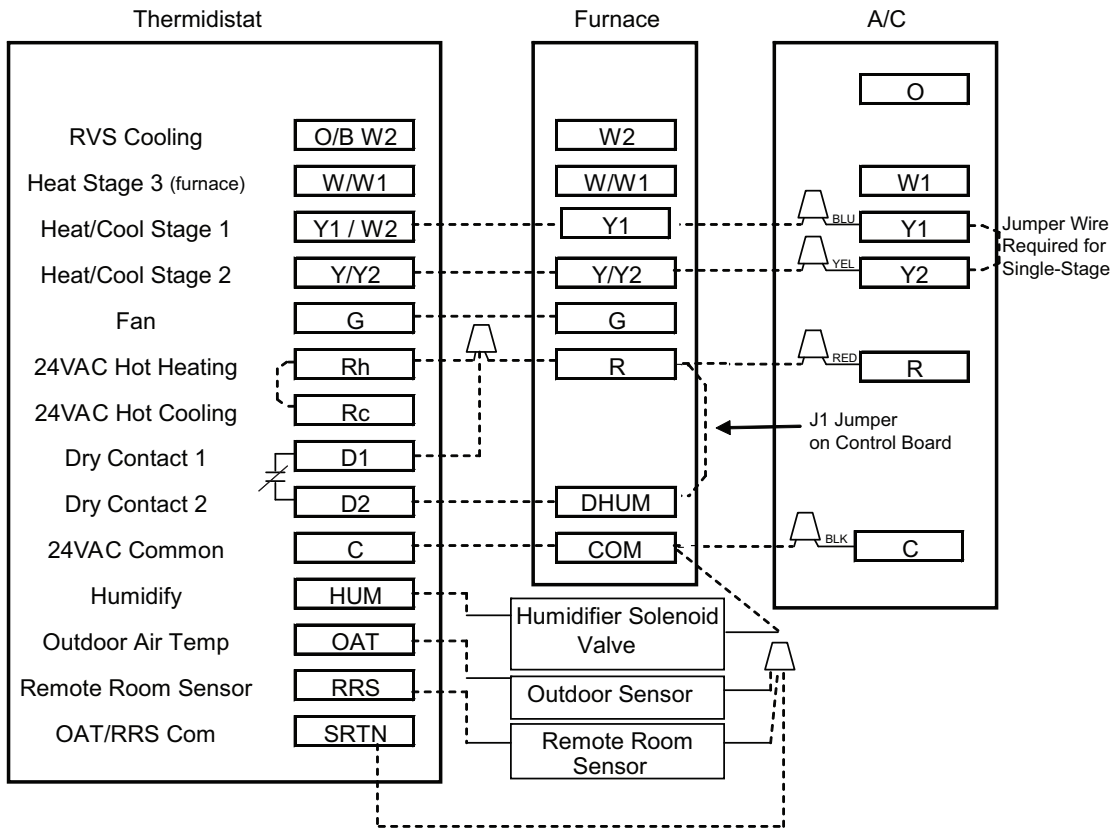 Thermidistat Furnace A/C
O
RVS Cooling O/B W2 W2
Heat Stage 3 (furnace) W/W1 W/W1 W1
Heat/Cool Stage 1 Y1 / W2 Y1 BLU Y1 Jumper Wire
Required for
Heat/Cool Stage 2 Y/Y2 Y/Y2 YEL Y2 Single-Stage
Fan G G
24VAC Hot Heating Rh R RED R
24VAC Hot Cooling Rc
J1 Jumper
on Control Board
Dry Contact 1 D1
Dry Contact 2 D2 DHUM
24VAC Common C COM BLK C
Humidify HUM
Humidifier Solenoid
Valve
Outdoor Air Temp OAT
Remote Room Sensor RRS Outdoor Sensor
OAT/RRS Com SRTN
Remote Room
Sensor